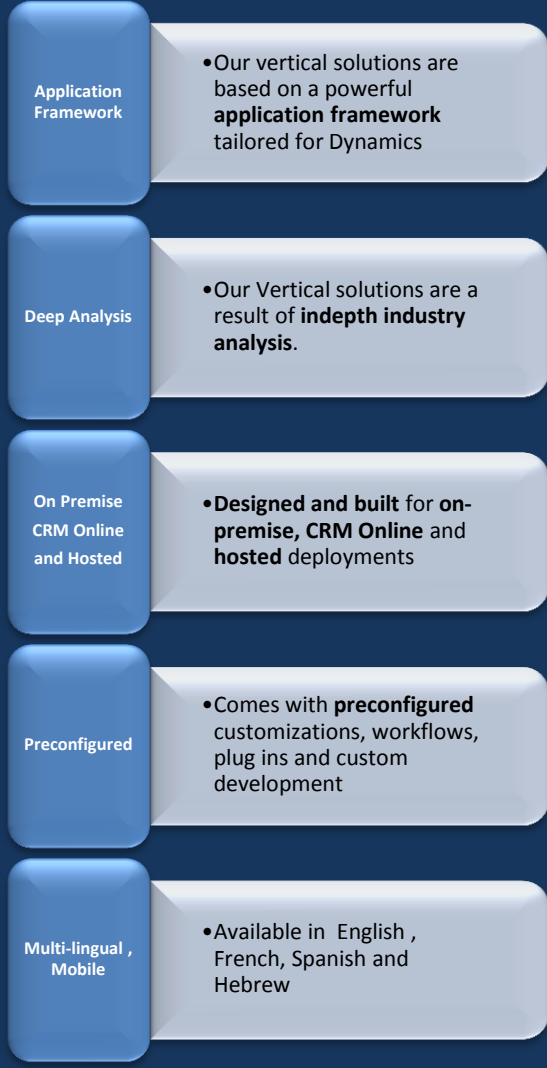 Application
Framework
•Our vertical solutions are
based on a powerful
application framework
tailored for Dynamics
Deep Analysis
•Our Vertical solutions are a
result of indepth industry
analysis.
On Premise
CRM Online
and Hosted
•Designed and built for on-
premise, CRM Online and
hosted deployments
Preconfigured
•Comes with preconfigured
customizations, workflows,
plug ins and custom
development
Multi-lingual ,
Mobile
•Available in  English ,
French, Spanish and
Hebrew